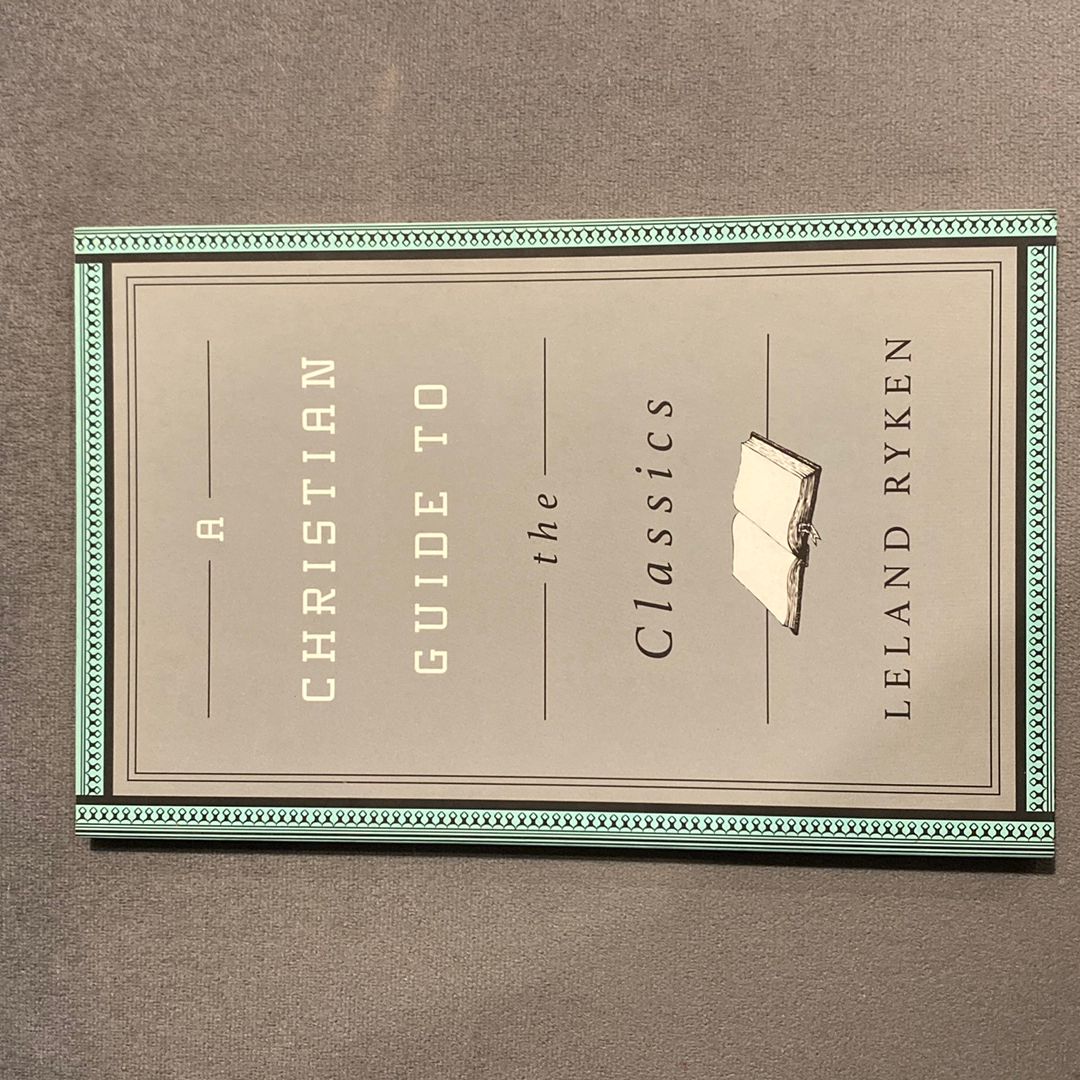 A
CHRISTIAN
GUIDE TO
the
Classics
LELAND RYKEN